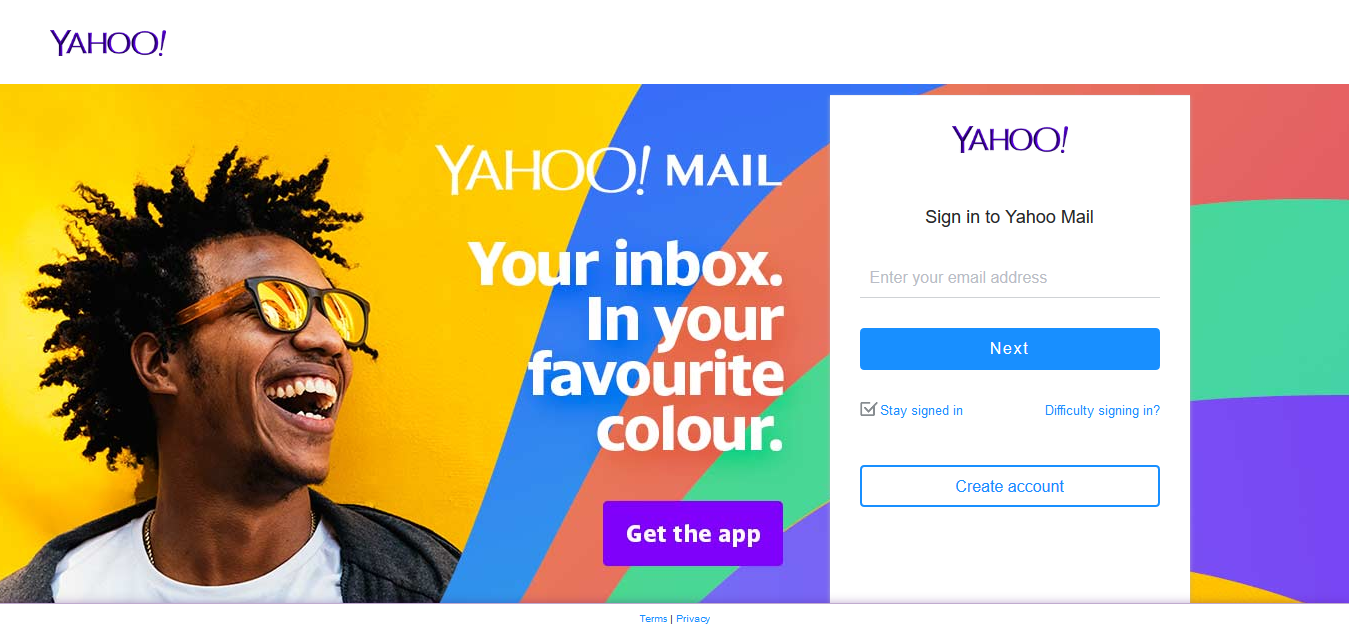 YAHOO!
YAHOO! MAIL
Your inbox.
In your
favourite
colour.
Get the app
YAHOO!
Sign in to Yahoo Mail
Enter your email address
Next
Stay signed in
Difficulty signing in?
Create account
Terms | Privacy